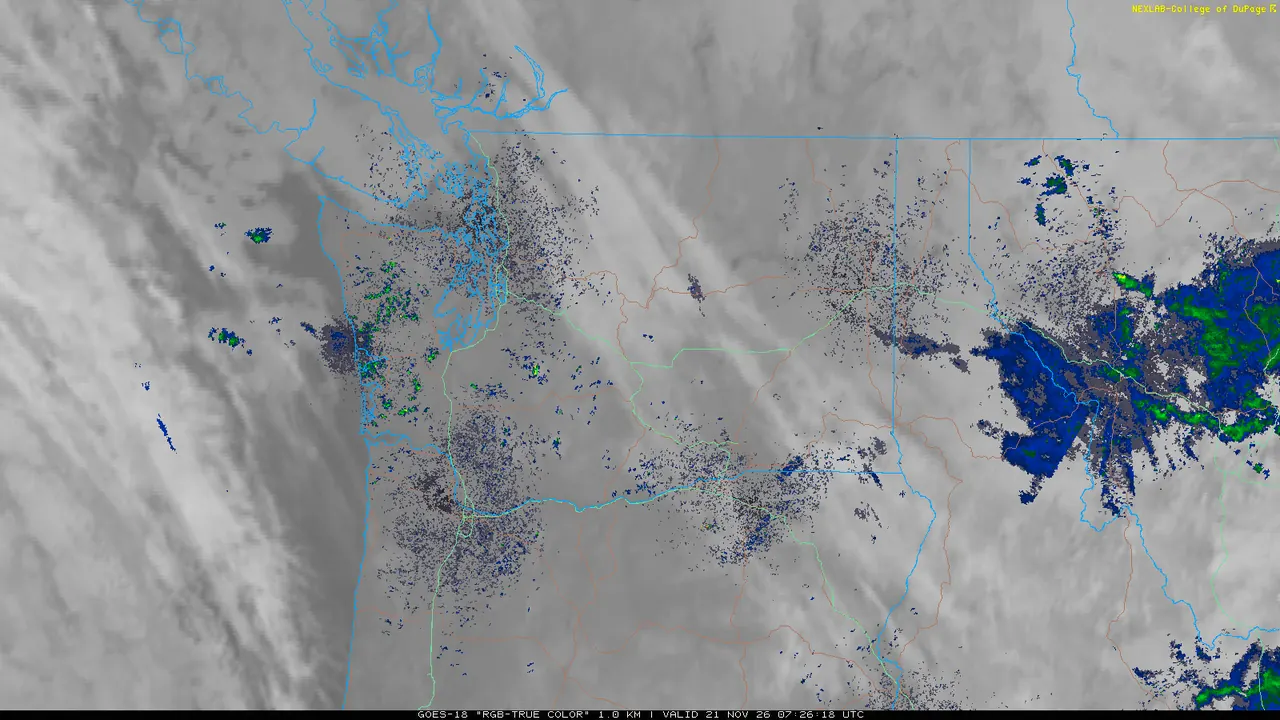 NEXLAB-College of DuPage
GOES-18 "RGB-TRUE COLOR" 1.0 KM | VALID 21 NOV 26 07:26:18 UTC